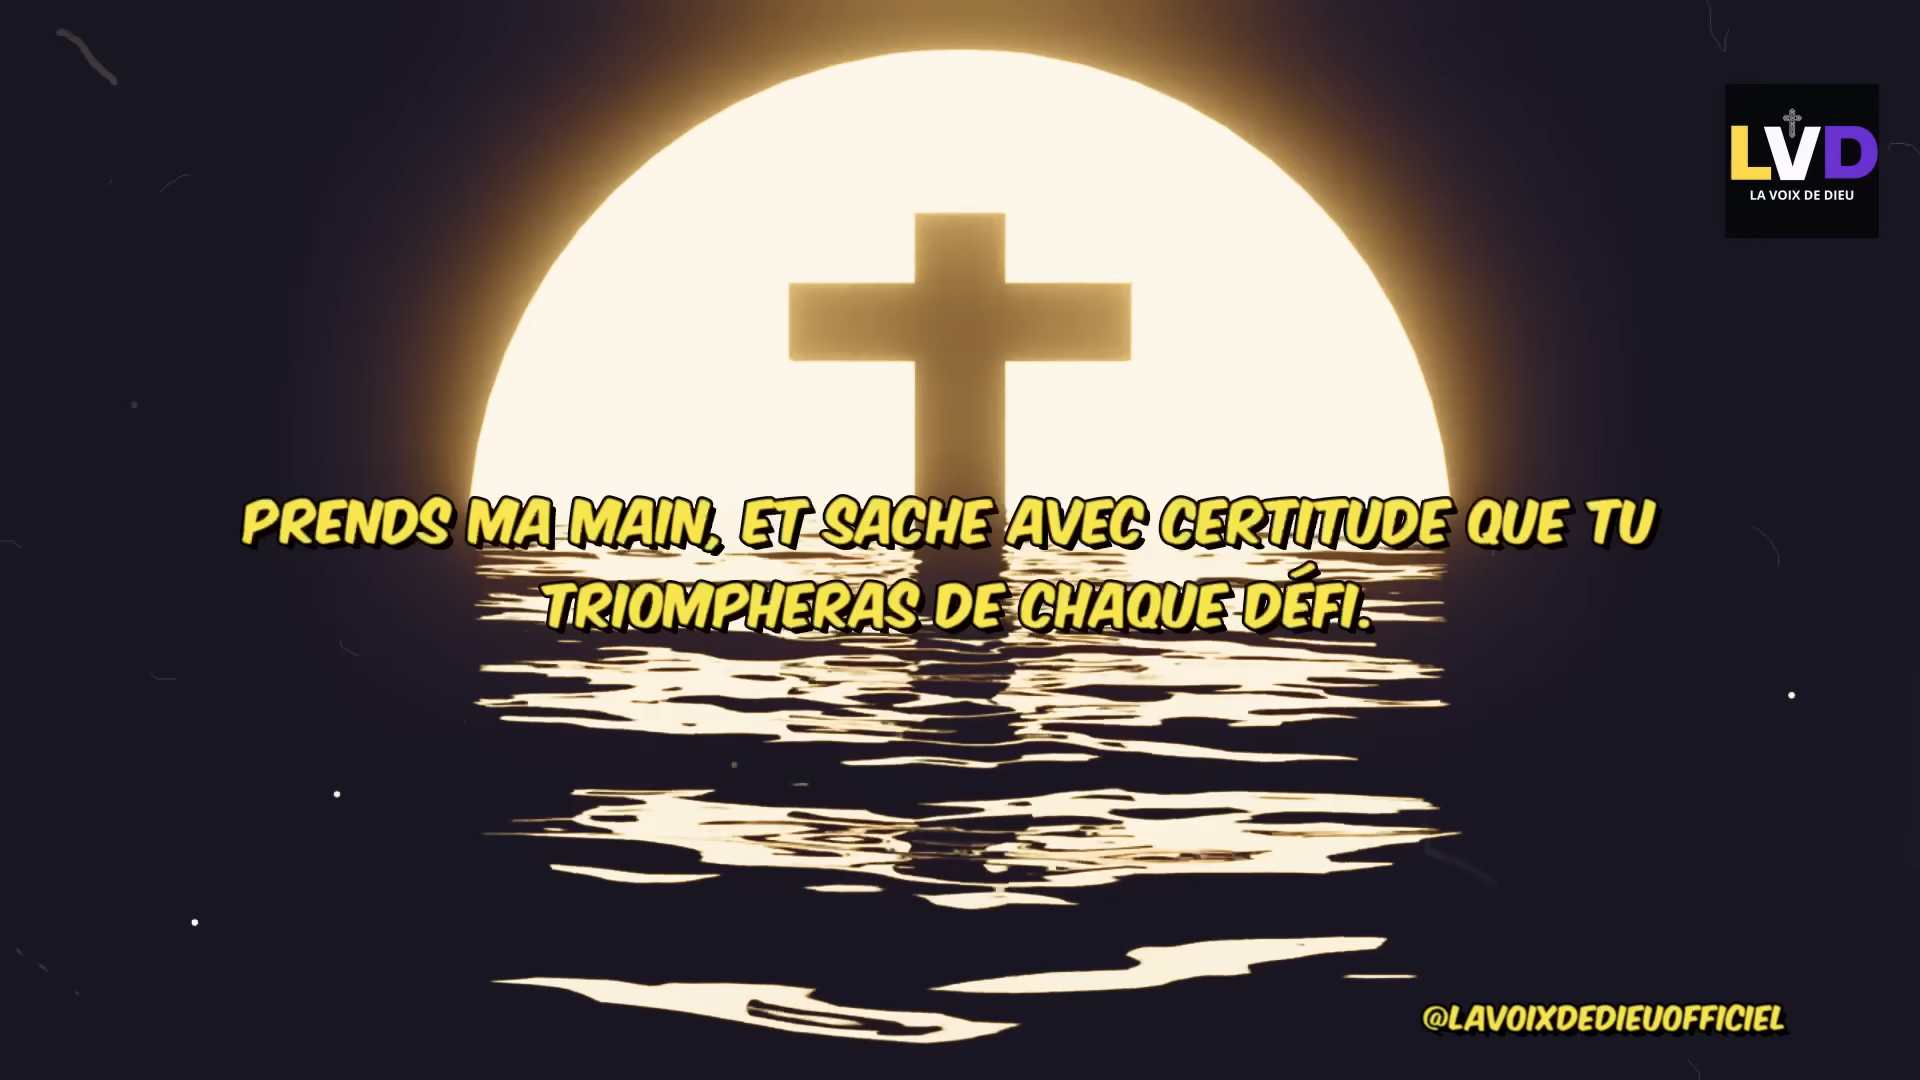 LVD
LA VOIX DE DIEU
PRENDS MA MAIN, ET SACHE AVEC CERTITUDE QUE TU
TRIOMPHERAS DE CHAQUE DÉFI.
@LAVOIXDEDIEUOFFICIEL